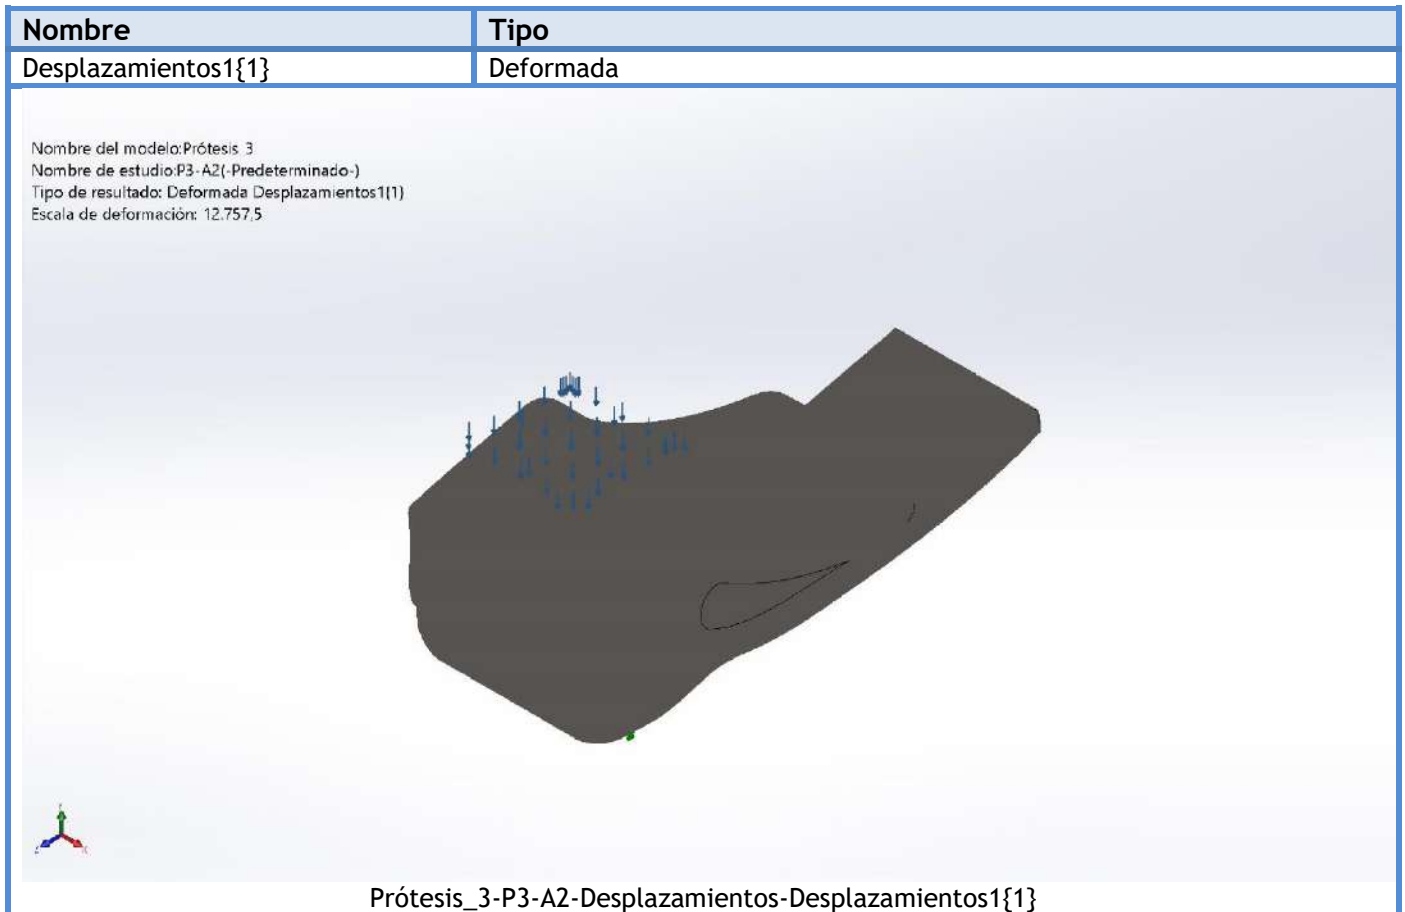 Nombre Tipo
Desplazamientos1{1} Deformada
Nombre del modelo:Prótesis 3
Nombre de estudio:P3-A2(-Predeterminado-)
Tipo de resultado: Deformada Desplazamientos1{1}
Escala de deformación: 12.757,5
Prótesis_3-P3-A2-Desplazamientos-Desplazamientos1{1}